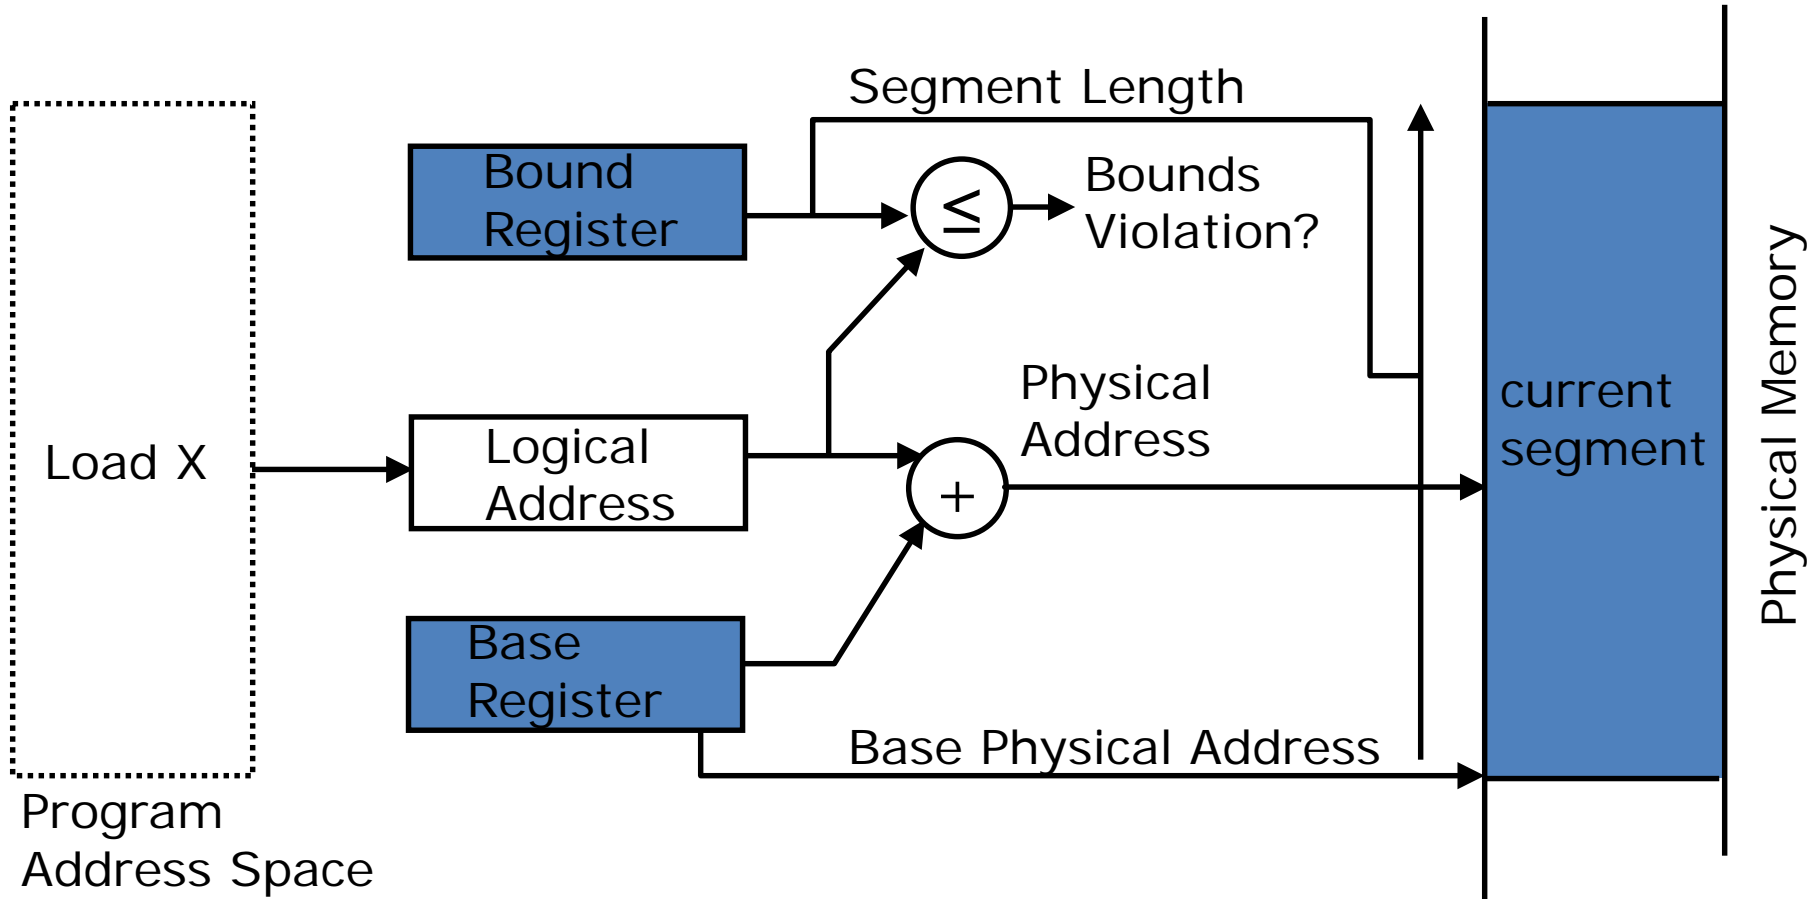 Segment Length
Bound
Register
≤
Bounds
Violation?
Load X
Logical
Address
+
Physical
Address
current
segment
Physical Memory
Base
Register
Base Physical Address
Program
Address Space